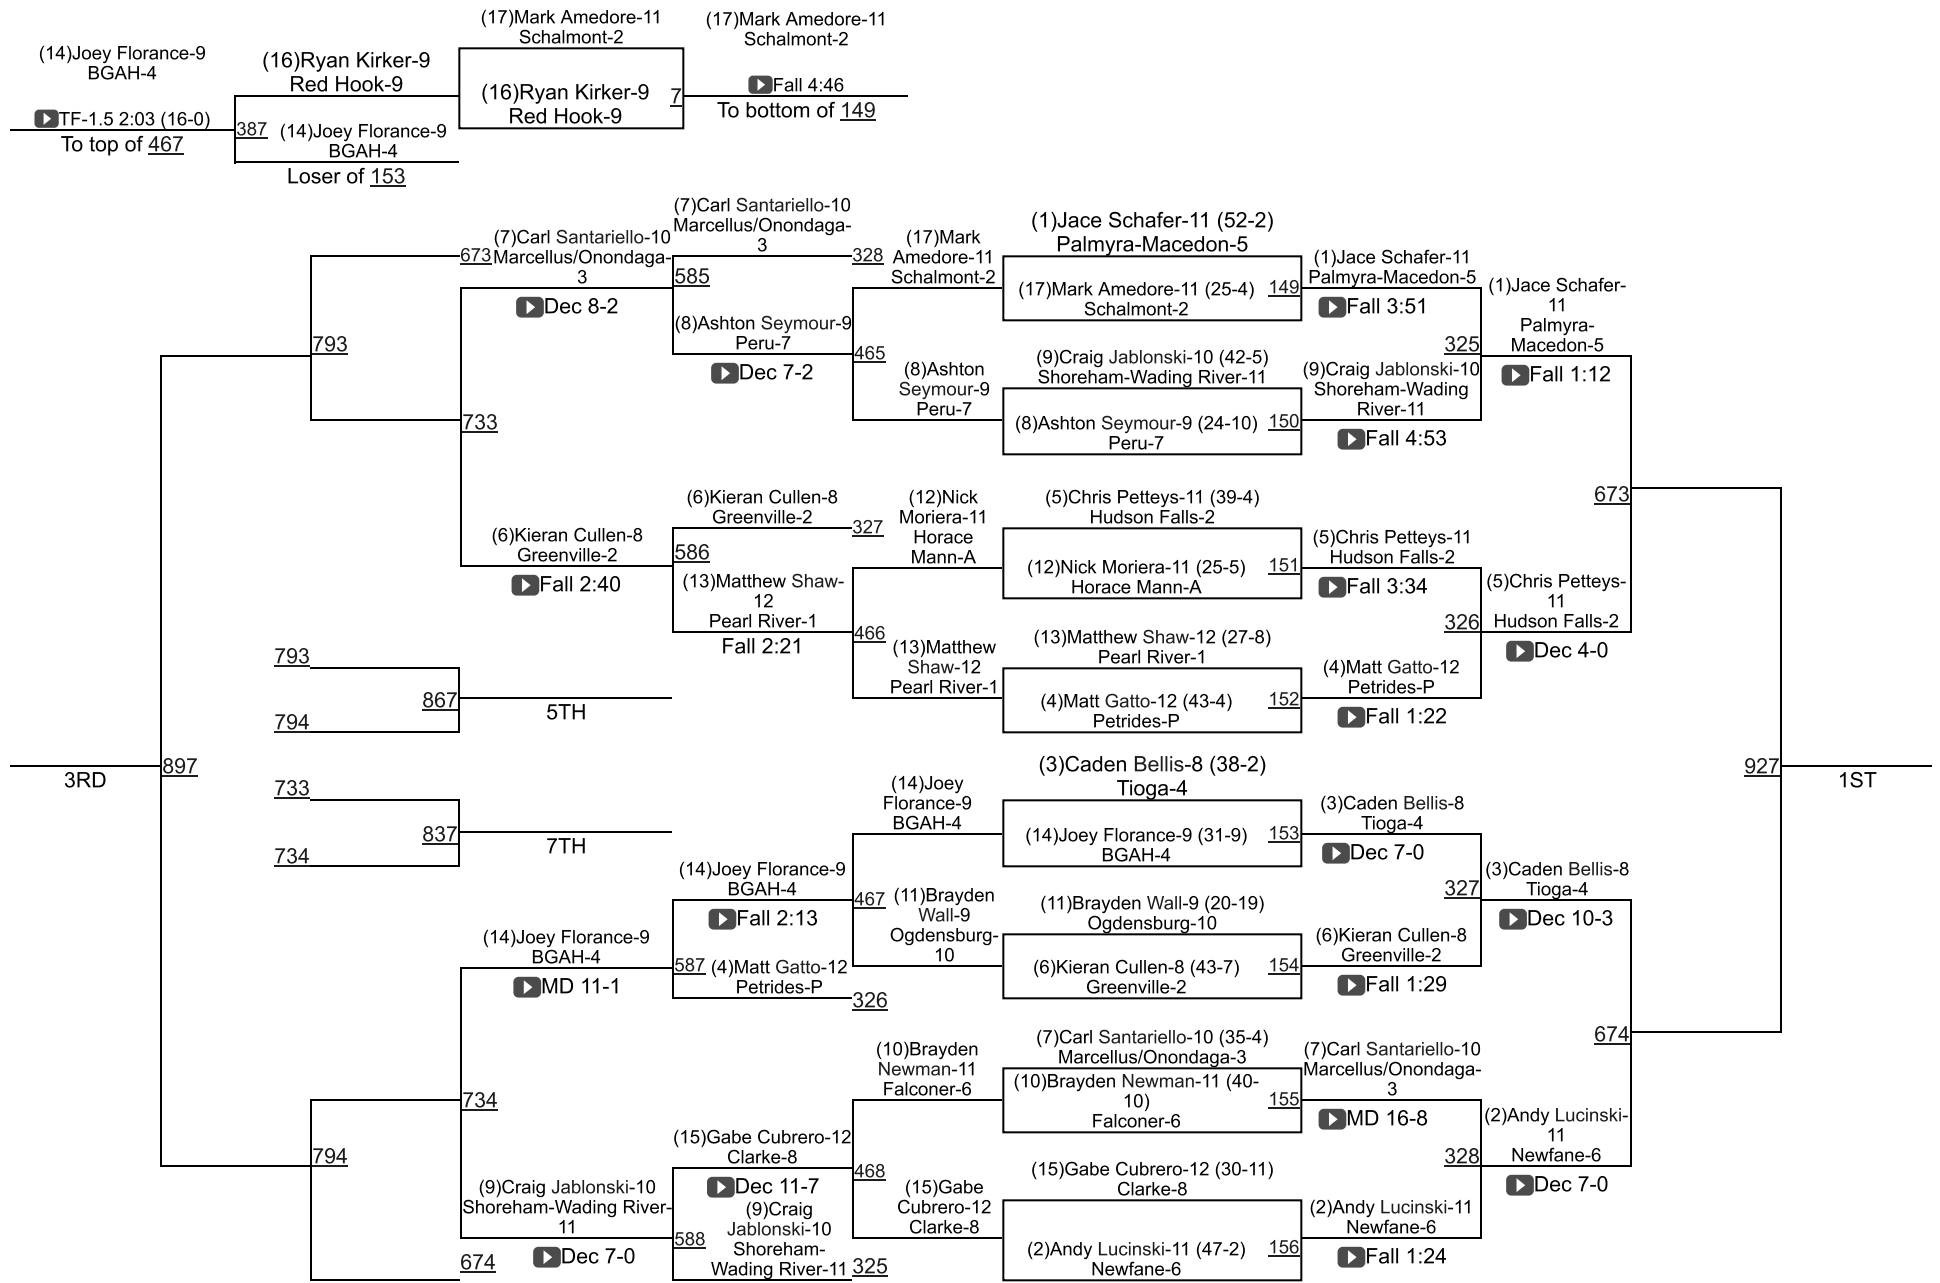 (17)Mark Amedore-11
Schalmont-2
(17)Mark Amedore-11
Schalmont-2
(14)Joey Florance-9
BGAH-4
(16)Ryan Kirker-9
Red Hook-9
(16)Ryan Kirker-9
Red Hook-9
7
Fall 4:46
To bottom of 149
TF-1.5 2:03 (16-0)
To top of 467
387
(14)Joey Florance-9
BGAH-4
Loser of 153
673
(7)Carl Santariello-10
Marcellus/Onondaga-
3
Dec 8-2
(7)Carl Santariello-10
Marcellus/Onondaga-
3
328
585
(8)Ashton Seymour-9
Peru-7
Dec 7-2
(17)Mark
Amedore-11
Schalmont-2
465
(8)Ashton
Seymour-9
Peru-7
(1)Jace Schafer-11 (52-2)
Palmyra-Macedon-5
(17)Mark Amedore-11 (25-4)
Schalmont-2
149
(9)Craig Jablonski-10 (42-5)
Shoreham-Wading River-11
(8)Ashton Seymour-9 (24-10)
Peru-7
150
(1)Jace Schafer-11
Palmyra-Macedon-5
Fall 3:51
325
(9)Craig Jablonski-10
Shoreham-Wading
River-11
Fall 4:53
(1)Jace Schafer-
11
Palmyra-
Macedon-5
Fall 1:12
793
733
673
(6)Kieran Cullen-8
Greenville-2
Fall 2:40
(6)Kieran Cullen-8
Greenville-2
327
586
(13)Matthew Shaw-
12
Pearl River-1
Fall 2:21
(12)Nick
Moriera-11
Horace
Mann-A
466
(13)Matthew
Shaw-12
Pearl River-1
(5)Chris Petteys-11 (39-4)
Hudson Falls-2
(12)Nick Moriera-11 (25-5)
Horace Mann-A
151
(13)Matthew Shaw-12 (27-8)
Pearl River-1
(4)Matt Gatto-12 (43-4)
Petrides-P
152
(5)Chris Petteys-11
Hudson Falls-2
Fall 3:34
326
(4)Matt Gatto-12
Petrides-P
Fall 1:22
(5)Chris Petteys-
11
Hudson Falls-2
Dec 4-0
793
867
794
5TH
897
3RD
733
837
734
7TH
927
1ST
(14)Joey Florance-9
BGAH-4
MD 11-1
(14)Joey Florance-9
BGAH-4
Fall 2:13
587
(4)Matt Gatto-12
Petrides-P
326
(14)Joey
Florance-9
BGAH-4
467
(11)Brayden
Wall-9
Ogdensburg-
10
(3)Caden Bellis-8 (38-2)
Tioga-4
(14)Joey Florance-9 (31-9)
BGAH-4
153
(11)Brayden Wall-9 (20-19)
Ogdensburg-10
(6)Kieran Cullen-8 (43-7)
Greenville-2
154
(3)Caden Bellis-8
Tioga-4
Dec 7-0
327
(6)Kieran Cullen-8
Greenville-2
Fall 1:29
(3)Caden Bellis-8
Tioga-4
Dec 10-3
674
734
794
(9)Craig Jablonski-10
Shoreham-Wading River-
11
Dec 7-0
674
(15)Gabe Cubrero-12
Clarke-8
Dec 11-7
588
(9)Craig
Jablonski-10
Shoreham-
Wading River-11
325
(10)Brayden
Newman-11
Falconer-6
468
(15)Gabe
Cubrero-12
Clarke-8
(7)Carl Santariello-10 (35-4)
Marcellus/Onondaga-3
(10)Brayden Newman-11 (40-
10)
Falconer-6
155
(15)Gabe Cubrero-12 (30-11)
Clarke-8
(2)Andy Lucinski-11 (47-2)
Newfane-6
156
(7)Carl Santariello-10
Marcellus/Onondaga-
3
MD 16-8
328
(2)Andy Lucinski-11
Newfane-6
Fall 1:24
(2)Andy Lucinski-
11
Newfane-6
Dec 7-0